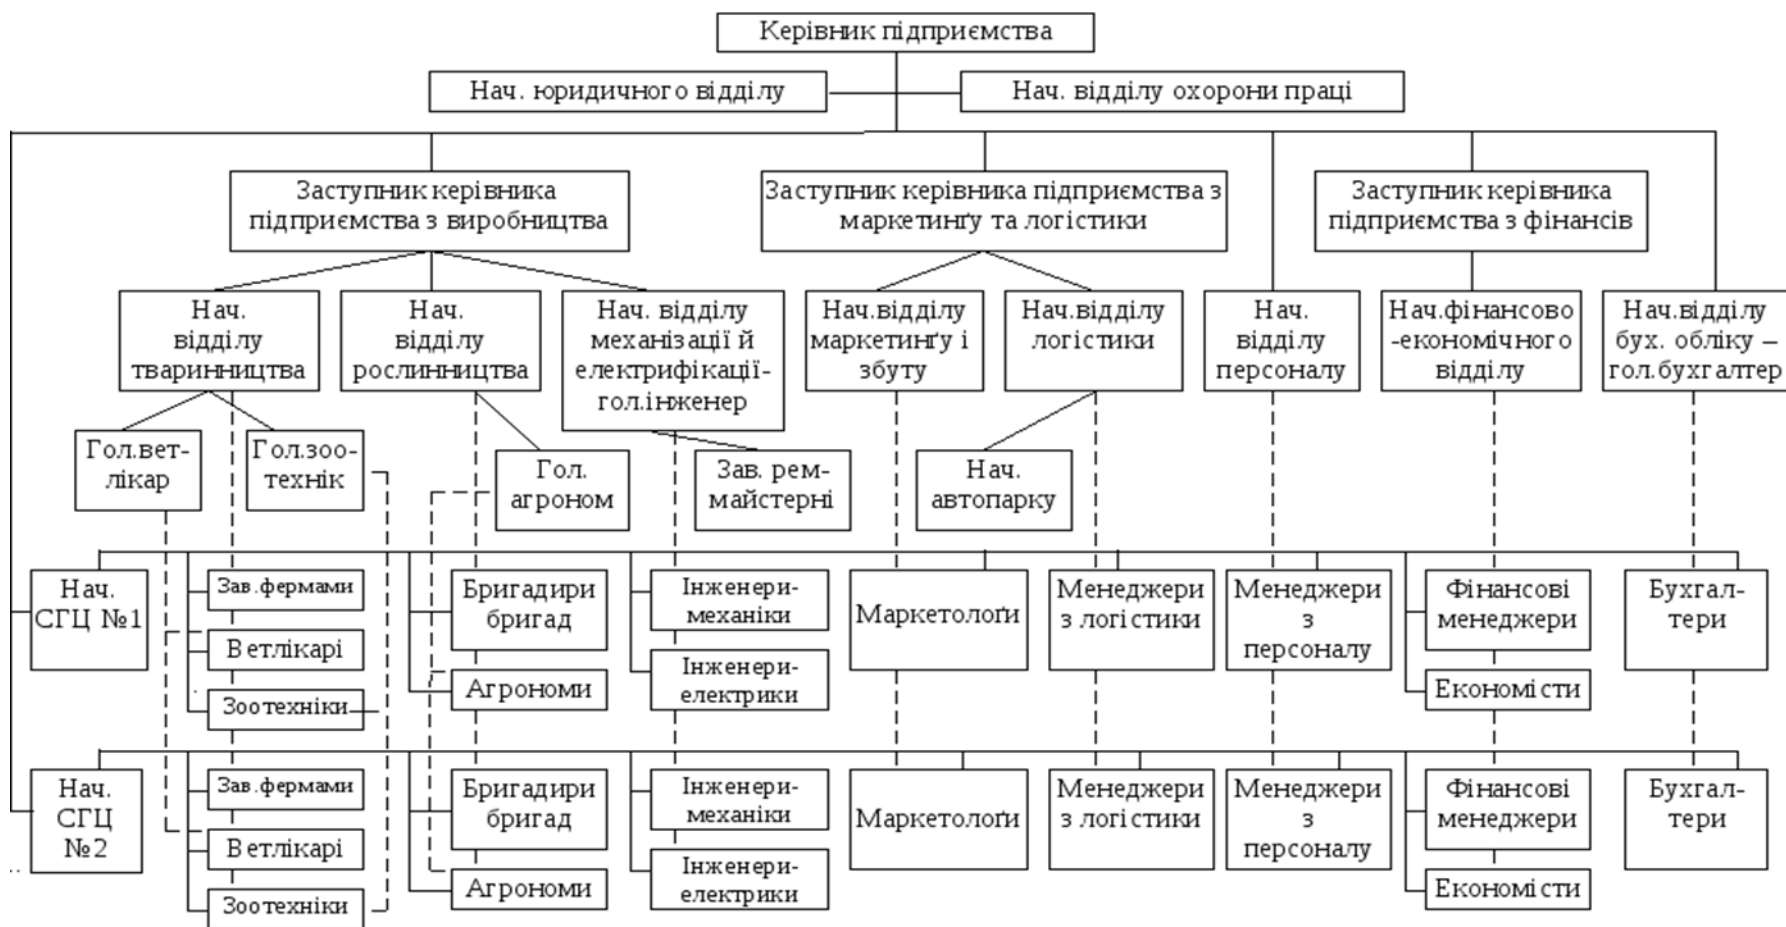 Керівник підприємства
Нач. юридичного відділу
Нач. відділу охорони праці
Заступник керівника
підприємства з виробництва
Заступник керівника підприємства з
маркетинґу та логістики
Заступник керівника
підприємства з фінансів
Нач.
відділу
тваринництва
Нач.
відділу
рослинництва
Нач. відділу
механізації й
електрифікації-
гол.інженер
Нач.відділу
маркетинґу і
збуту
Нач.відділу
логістики
Нач.
відділу
персоналу
Нач.фінансово
-економічного
відділу
Нач.відділу
бух. обліку –
гол.бухгалтер
Гол.вет-
лікар
Гол.зоо-
технік
Гол.
агроном
Зав. рем-
майстерні
Нач.
автопарку
Нач.
СГЦ №1
Зав.фермами
Ветлікарі
Зоотехніки
Бригадири
бригад
Агрономи
Інженери-
механіки
Інженери-
електрики
Маркетолоґи
Менеджери
з логістики
Менеджери
з
персоналу
Фінансові
менеджери
Економісти
Бухгал-
тери
Нач.
СГЦ
№2
Зав.фермами
Ветлікарі
Зоотехніки
Бригадири
бригад
Агрономи
Інженери-
механіки
Інженери-
електрики
Маркетолоґи
Менеджери
з логістики
Менеджери
з
персоналу
Фінансові
менеджери
Економісти
Бухгал-
тери
..